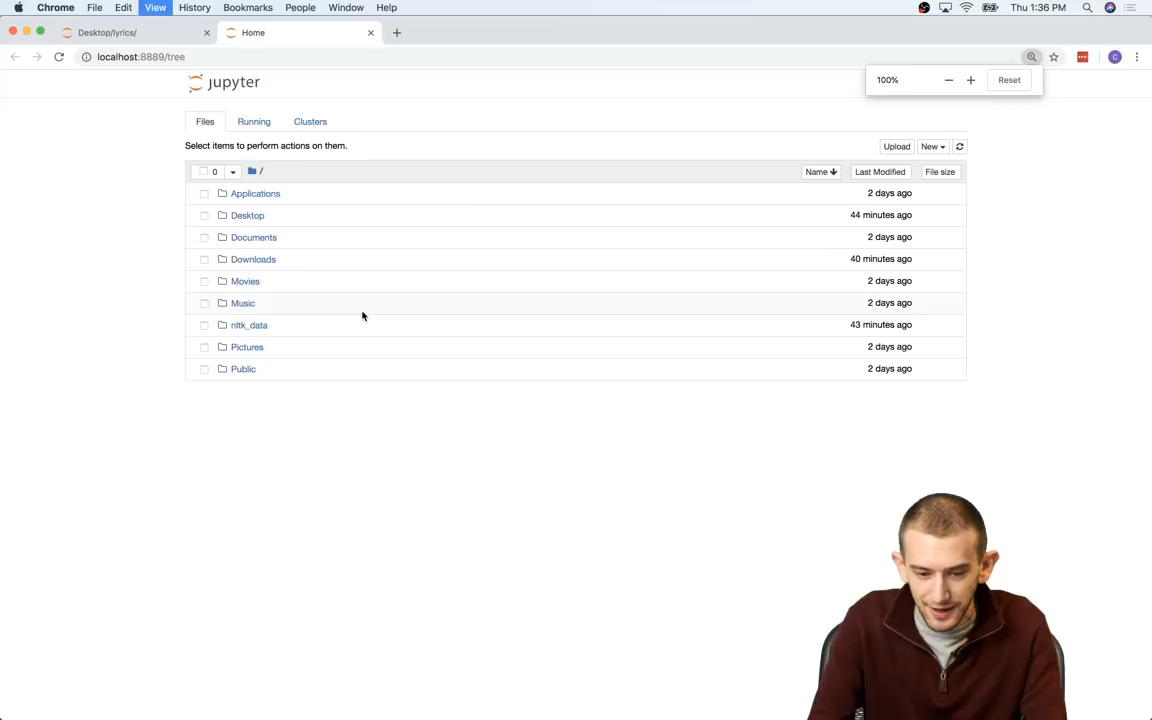 Chrome File Edit View History Bookmarks People Window Help Thu 1:36 PM
Desktop/lyrics/ Home
localhost:8889/tree C
100% Reset
jupyter
Files Running Clusters
Select items to perform actions on them. Upload New
0 / Name Last Modified File size
Applications 2 days ago
Desktop 44 minutes ago
Documents 2 days ago
Downloads 40 minutes ago
Movies 2 days ago
Music 2 days ago
nltk_data 43 minutes ago
Pictures 2 days ago
Public 2 days ago